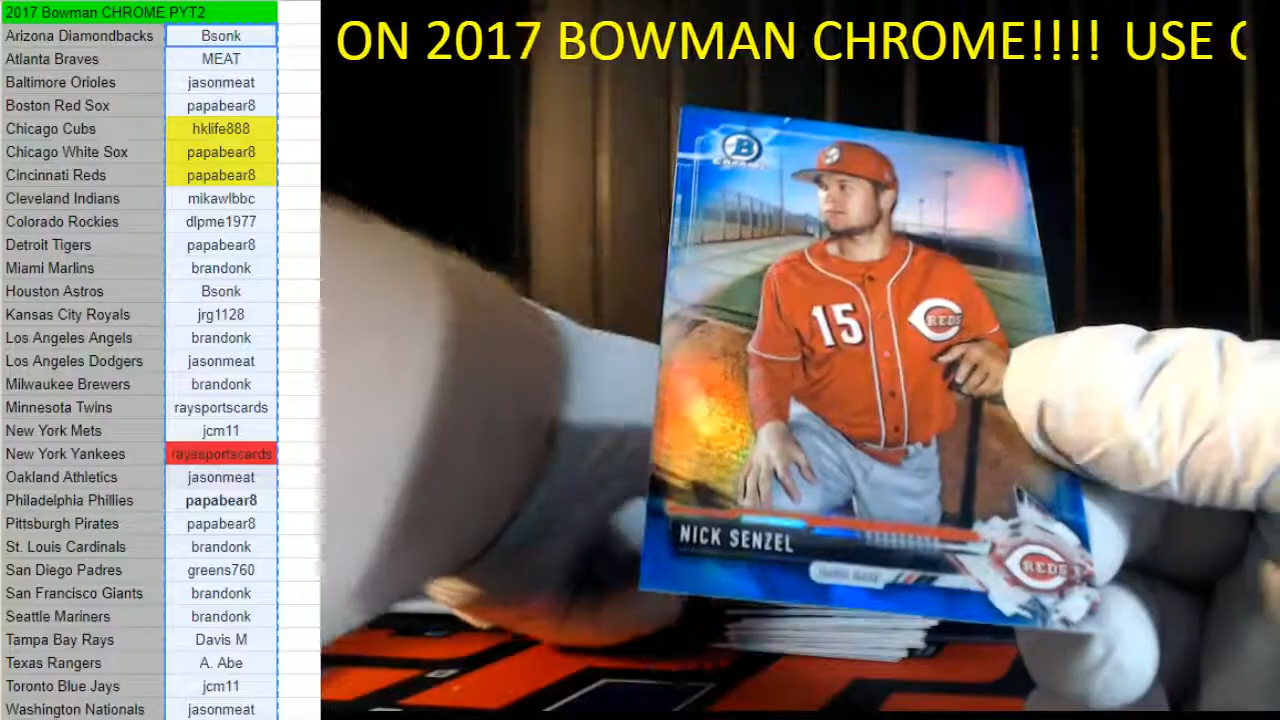 2017 Bowman CHROME PYT2
Arizona Diamondbacks Bsonk
Atlanta Braves MEAT
Baltimore Orioles jasonmeat
Boston Red Sox papabear8
Chicago Cubs hklife888
Chicago White Sox papabear8
Cincinnati Reds papabear8
Cleveland Indians mikawlbbc
Colorado Rockies dlpme1977
Detroit Tigers papabear8
Miami Marlins brandonk
Houston Astros Bsonk
Kansas City Royals jrg1128
Los Angeles Angels brandonk
Los Angeles Dodgers jasonmeat
Milwaukee Brewers brandonk
Minnesota Twins raysportscards
New York Mets jcm11
New York Yankees rayssportscards
Oakland Athletics jasonmeat
Philadelphia Phillies papabear8
Pittsburgh Pirates papabear8
St. Louis Cardinals brandonk
San Diego Padres greens760
San Francisco Giants brandonk
Seattle Mariners brandonk
Tampa Bay Rays Davis M
Texas Rangers A. Abe
Toronto Blue Jays jcm11
Washington Nationals jasonmeat
ON 2017 BOWMAN CHROME!!!! USE
B
CHROME
15
REDS
NICK SENZEL
REDS